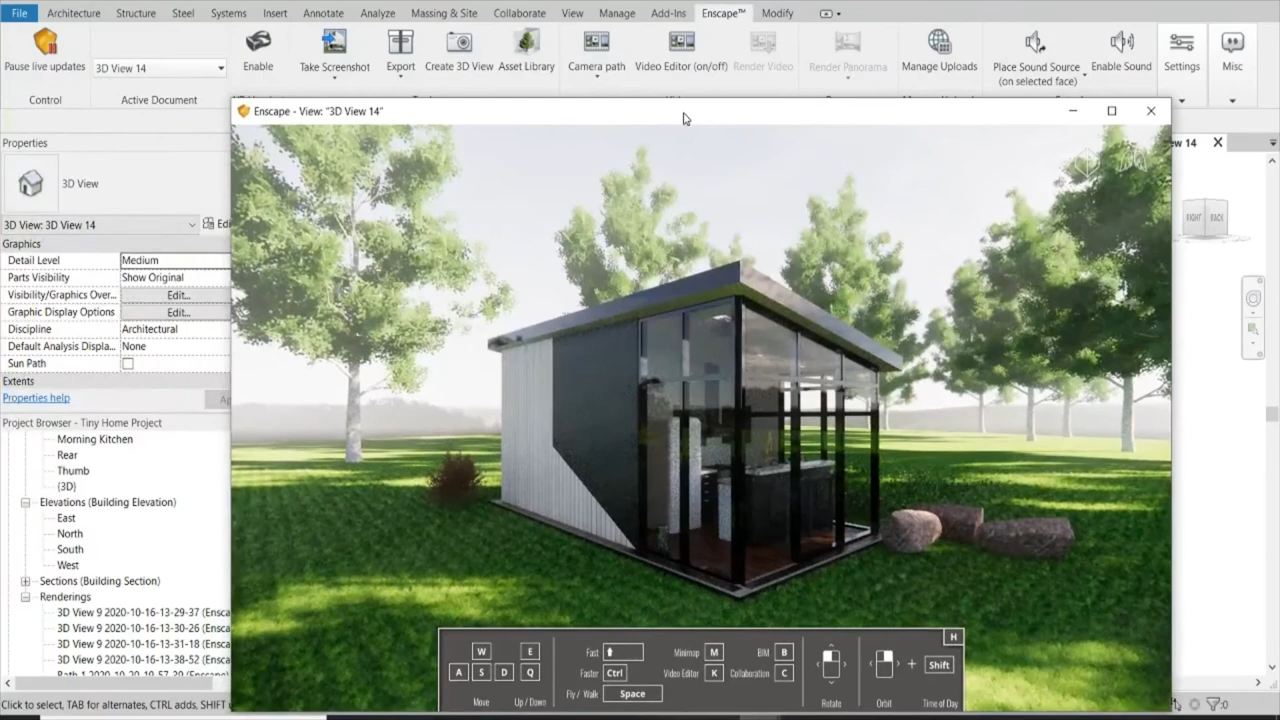 File Architecture Structure Steel Systems Insert Annotate Analyze Massing & Site Collaborate View Manage Add-Ins Enscape™ Modify
Pause live updates
3D View 14
Enable
Take Screenshot
Export
Create 3D View
Asset Library
Camera path
Video Editor (on/off)
Render Video
Render Panorama
Manage Uploads
Place Sound Source
(on selected face)
Enable Sound
Settings
Misc
Control
Active Document
Enscape - View: "3D View 14"
Properties
3D View
3D View: 3D View 14
Graphics
Detail Level Medium
Parts Visibility Show Original
Visibility/Graphics Over... Edit...
Graphic Display Options Edit...
Discipline Architectural
Default Analysis Displa... None
Sun Path
Extents
Properties help
Project Browser - Tiny Home Project
Morning Kitchen
Rear
Thumb
{3D}
Elevations (Building Elevation)
East
North
South
West
Sections (Building Section)
Renderings
3D View 9 2020-10-16-13-29-37 (Ensca
3D View 9 2020-10-16-13-30-26 (Ensca
3D View 9 2020-10-16-13-31-18 (Ensca
3D View 9 2020-10-16-13-38-52 (Ensca
Click to select, TAB for alternates, CTRL adds, SHIFT
14
RIGHT BACK
H
W E
A S D Q
Move Up / Down
Fast
Faster Ctrl
Fly / Walk Space
Minimap M
Video Editor K
BIM B
Collaboration C
Rotate
Orbit
+ Shift
Time of Day
:0